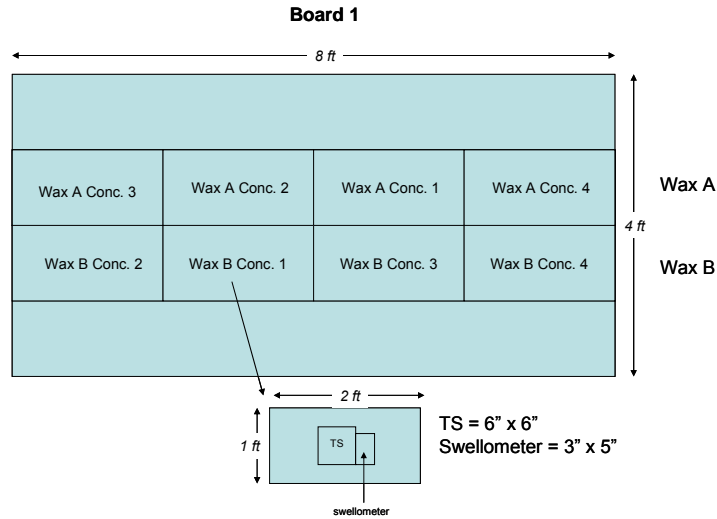 Board 1
8 ft
Wax A Conc. 3
Wax A Conc. 2
Wax A Conc. 1
Wax A Conc. 4
Wax A
4 ft
Wax B Conc. 2
Wax B Conc. 1
Wax B Conc. 3
Wax B Conc. 4
Wax B
2 ft
1 ft
TS
TS = 6” x 6”
Swellometer = 3” x 5”
swellometer